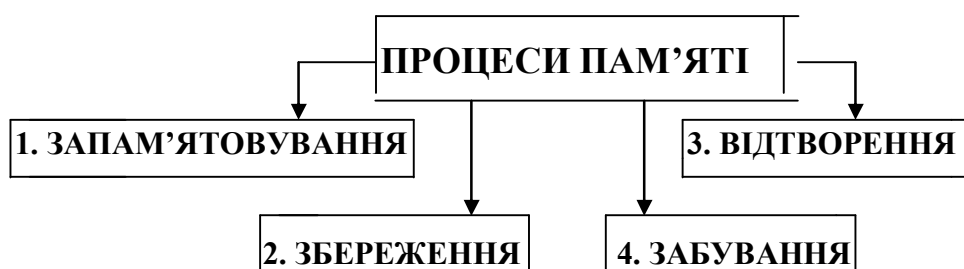 ПРОЦЕСИ ПАМ’ЯТІ
1. ЗАПАМ’ЯТОВУВАННЯ
3. ВІДТВОРЕННЯ
2. ЗБЕРЕЖЕННЯ
4. ЗАБУВАННЯ